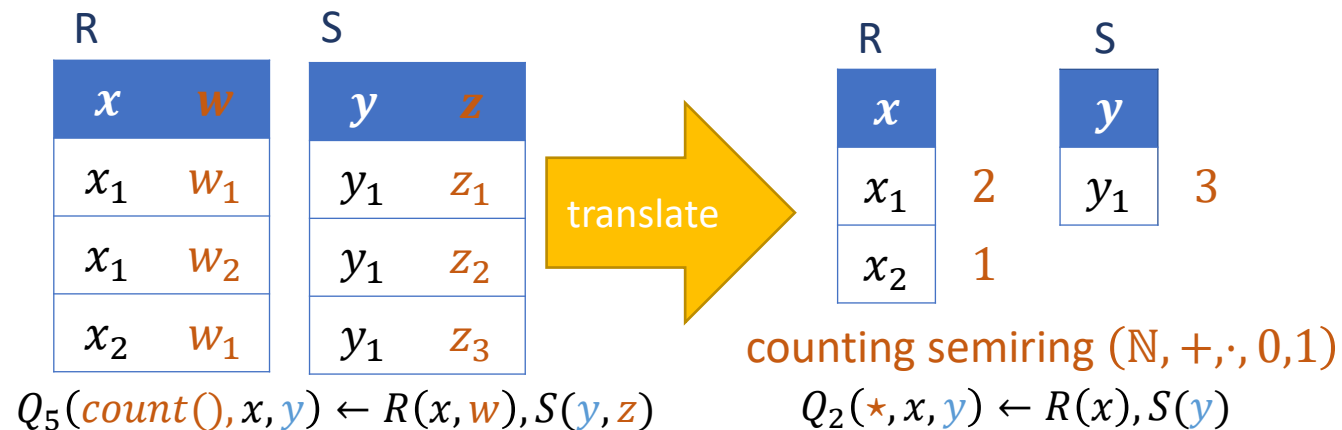 R S R S
x w y z x y
x₁ w₁ y₁ z₁ x₁ 2 y₁ 3
translate
x₁ w₂ y₁ z₂ x₂ 1
x₂ w₁ y₁ z₃
counting semiring (ℕ, +,·, 0,1)
Q₅(count(), x, y) ← R(x, w), S(y, z) Q₂(⋆, x, y) ← R(x), S(y)